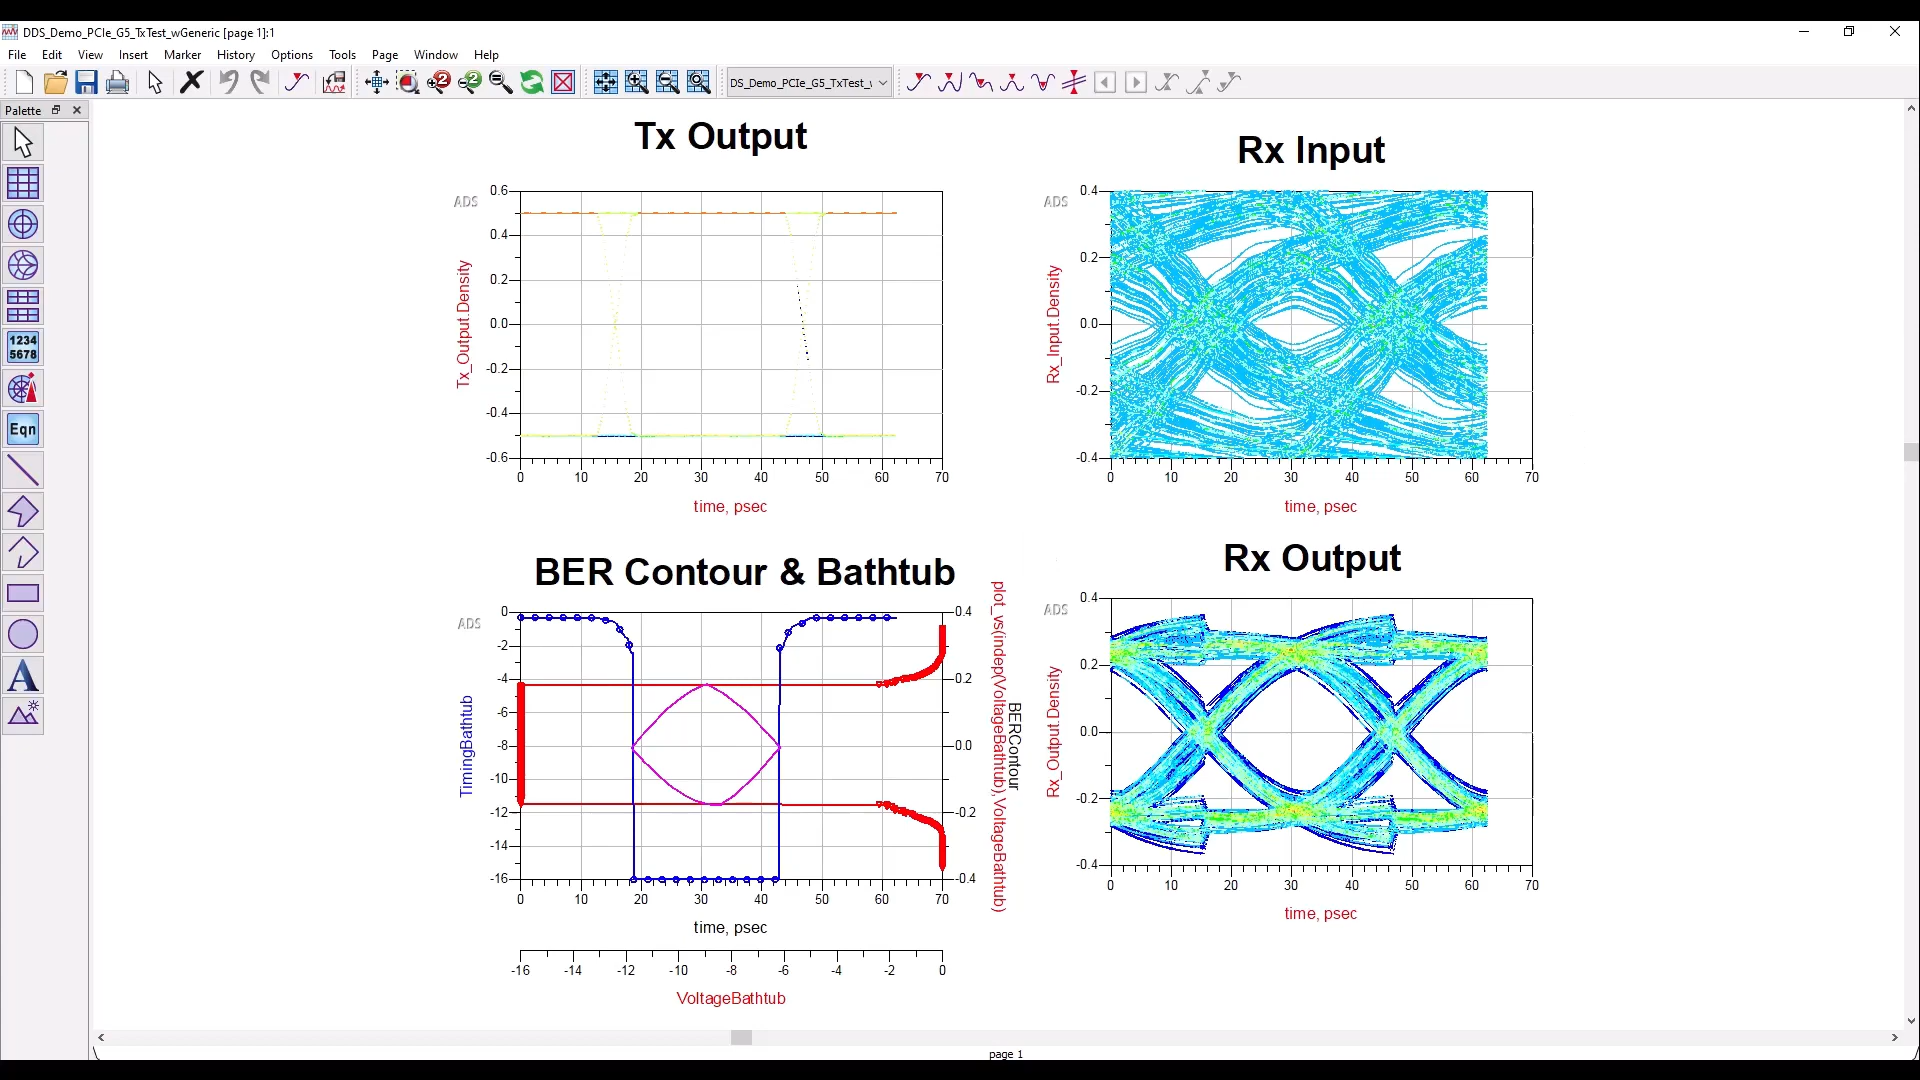 DDS_Demo_PCIe_G5_TxTest_wGeneric [page 1]:1
File Edit View Insert Marker History Options Tools Page Window Help
DS_Demo_PCIe_G5_TxTest_
Palette
1234
5678
Eqn
A
Tx Output
ADS
Tx_Output.Density
0.6
0.4
0.2
0.0
-0.2
-0.4
-0.6
0 10 20 30 40 50 60 70
time, psec
Rx Input
ADS
Rx_Input.Density
0.4
0.2
0.0
-0.2
-0.4
0 10 20 30 40 50 60 70
time, psec
BER Contour & Bathtub
ADS
TimingBathtub
0
-2
-4
-6
-8
-10
-12
-14
-16
0.4
0.2
0.0
-0.2
-0.4
BERContour
plot_vs(indep(VoltageBathtub),VoltageBathtub)
0 10 20 30 40 50 60 70
time, psec
-16 -14 -12 -10 -8 -6 -4 -2 0
VoltageBathtub
Rx Output
ADS
Rx_Output.Density
0.4
0.2
0.0
-0.2
-0.4
0 10 20 30 40 50 60 70
time, psec
page 1